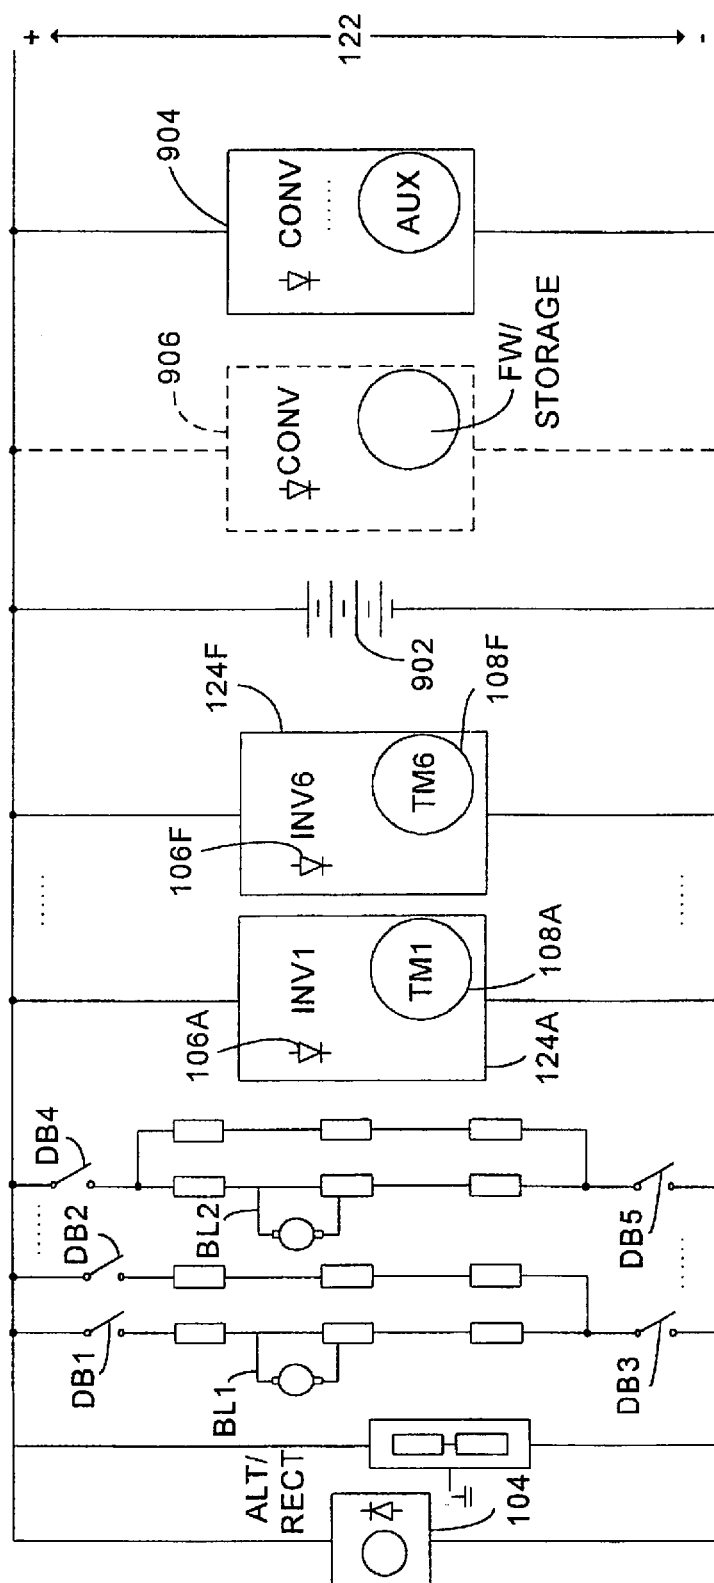 ALT/
RECT
104
BL1
DB1
DB2
DB3
BL2
DB4
DB5
106A
INV1
TM1
108A
124A
106F
INV6
TM6
108F
124F
902
906
CONV
FW/
STORAGE
904
CONV
AUX
+
122
-